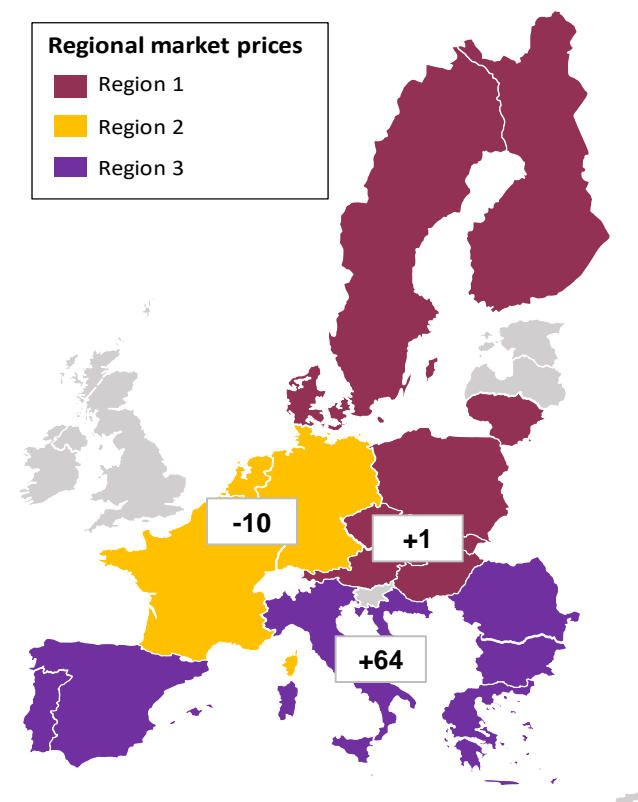 Regional market prices
Region 1
Region 2
Region 3
-10
+1
+64